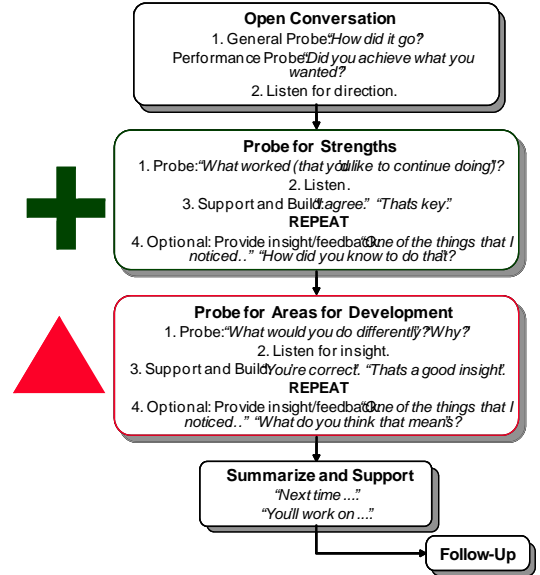 Open Conversation
1. General Probe: “How did it go?”
Performance Probe: “Did you achieve what you
wanted?”
2. Listen for direction.
Probe for Strengths
1. Probe: “What worked (that you'd like to continue doing)”?
2. Listen.
3. Support and Build: “I agree.” “That's key.”
REPEAT
4. Optional: Provide insight/feedback: “One of the things that I
noticed..” “How did you know to do that?”
Probe for Areas for Development
1. Probe: “What would you do differently”? “Why?”
2. Listen for insight.
3. Support and Build: “You're correct”. “That's a good insight”.
REPEAT
4. Optional: Provide insight/feedback: “One of the things that I
noticed..” “What do you think that means”?
Summarize and Support
“Next time ...”
“You'll work on ...”
Follow-Up